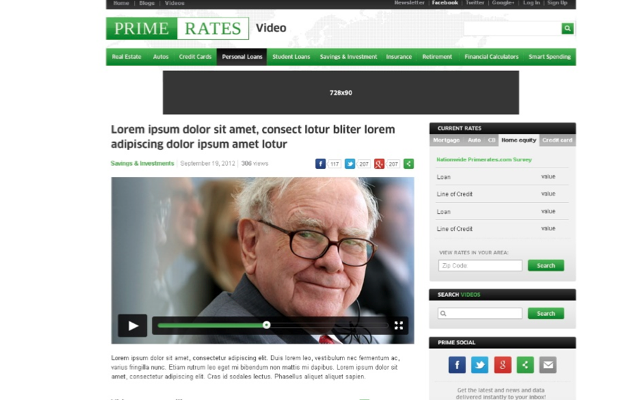 Home | Blogs | Videos
Newsletter | Facebook | Twitter | Google+ | Log In | Sign Up
PRIME RATES Video
Real Estate Autos Credit Cards Personal Loans Student Loans Savings & Investment Insurance Retirement Financial Calculators Smart Spending
728x90
Lorem ipsum dolor sit amet, consect lotur bliter lorem
adipiscing dolor ipsum amet lotur
Savings & Investments | September 19, 2012 | 306 views
117 207 207
Lorem ipsum dolor sit amet, consectetur adipiscing elit. Duis lorem leo, vestibulum nec fermentum ac,
varius fringilla nunc. Etiam rutrum leo eget mi bibendum non mattis mi dapibus. Lorem ipsum dolor sit
amet, consectetur adipiscing elit. Cras id sodales lectus. Phasellus aliquet aliquet sapien.
CURRENT RATES
Mortgage Auto CD Home equity Credit card
Nationwide Primerates.com Survey
Loan value
Line of Credit value
Loan value
Line of Credit value
VIEW RATES IN YOUR AREA:
Zip Code Search
SEARCH VIDEOS
Search
PRIME SOCIAL
Get the latest and news and data
delivered instantly to your inbox!